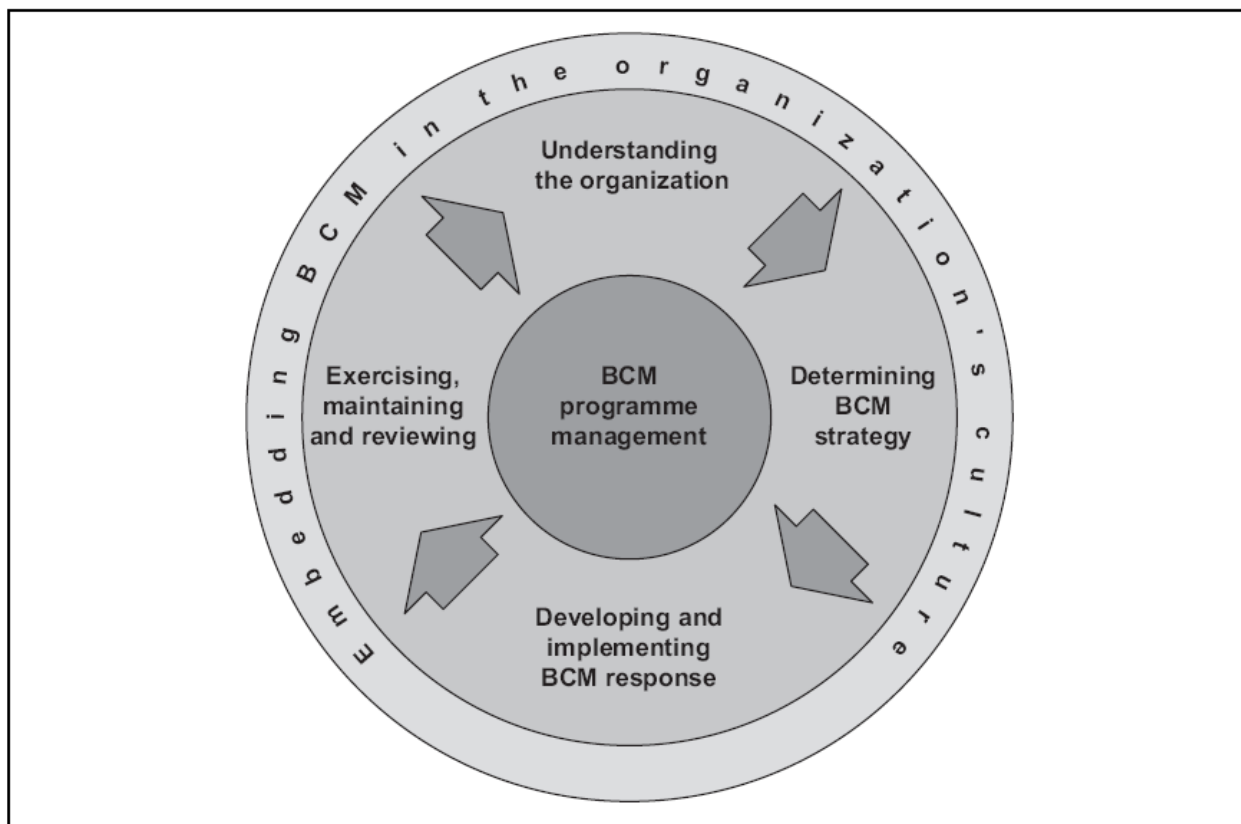 Embedding BCM in the organization's culture
Understanding
the organization
Exercising,
maintaining
and reviewing
BCM
programme
management
Determining
BCM
strategy
Developing and
implementing
BCM response